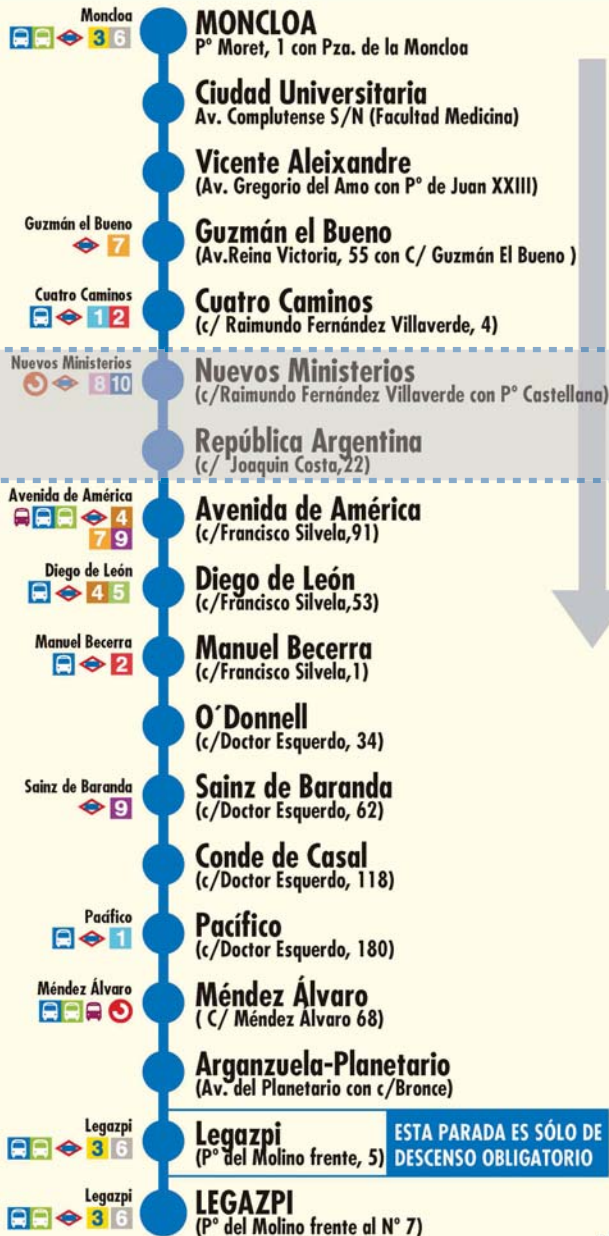 Moncloa
3 6
MONCLOA
Pº Moret, 1 con Pza. de la Moncloa
Ciudad Universitaria
Av. Complutense S/N (Facultad Medicina)
Vicente Aleixandre
(Av. Gregorio del Amo con Pº de Juan XXIII)
Guzmán el Bueno
7
Guzmán el Bueno
(Av.Reina Victoria, 55 con C/ Guzmán El Bueno )
Cuatro Caminos
1 2
Cuatro Caminos
(c/ Raimundo Fernández Villaverde, 4)
Nuevos Ministerios
8 10
Nuevos Ministerios
(c/Raimundo Fernández Villaverde con Pº Castellana)
República Argentina
(c/ Joaquin Costa,22)
Avenida de América
4
7 9
Avenida de América
(c/Francisco Silvela,91)
Diego de León
4 5
Diego de León
(c/Francisco Silvela,53)
Manuel Becerra
2
Manuel Becerra
(c/Francisco Silvela,1)
O´Donnell
(c/Doctor Esquerdo, 34)
Sainz de Baranda
9
Sainz de Baranda
(c/Doctor Esquerdo, 62)
Conde de Casal
(c/Doctor Esquerdo, 118)
Pacífico
1
Pacífico
(c/Doctor Esquerdo, 180)
Méndez Álvaro
Méndez Álvaro
( C/ Méndez Álvaro 68)
Arganzuela-Planetario
(Av. del Planetario con c/Bronce)
Legazpi
3 6
Legazpi
(Pº del Molino frente, 5)
ESTA PARADA ES SÓLO DE
DESCENSO OBLIGATORIO
Legazpi
3 6
LEGAZPI
(Pº del Molino frente al Nº 7)